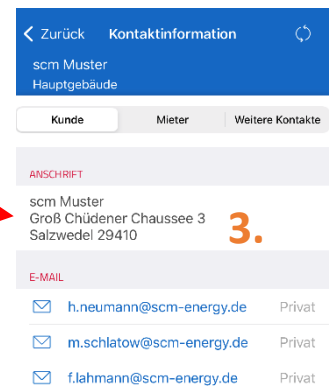 Zurück Kontaktinformation
scm Muster
Hauptgebäude
Kunde Mieter Weitere Kontakte
ANSCHRIFT
scm Muster
Groß Chüdener Chaussee 3
Salzwedel 29410
3.
E-MAIL
h.neumann@scm-energy.de Privat
m.schlatow@scm-energy.de Privat
f.lahmann@scm-energy.de Privat